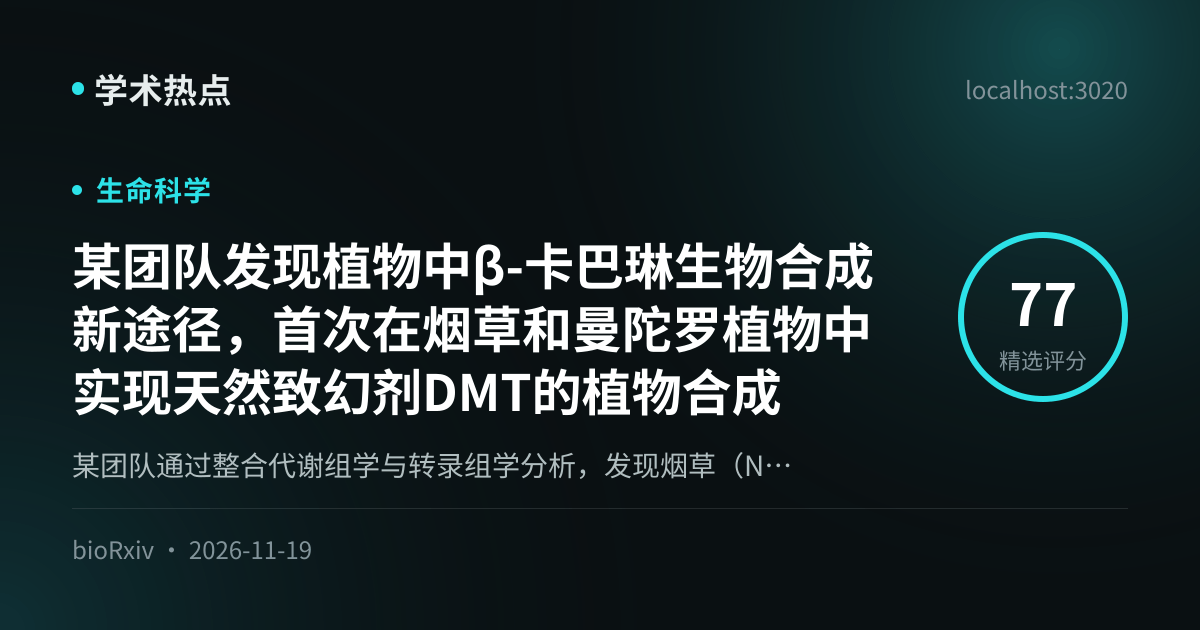 学术热点
localhost:3020
生命科学
某团队发现植物中β-卡巴琳生物合成
新途径，首次在烟草和曼陀罗植物中
实现天然致幻剂DMT的植物合成
77
精选评分
某团队通过整合代谢组学与转录组学分析，发现烟草（N…
bioRxiv • 2026-11-19